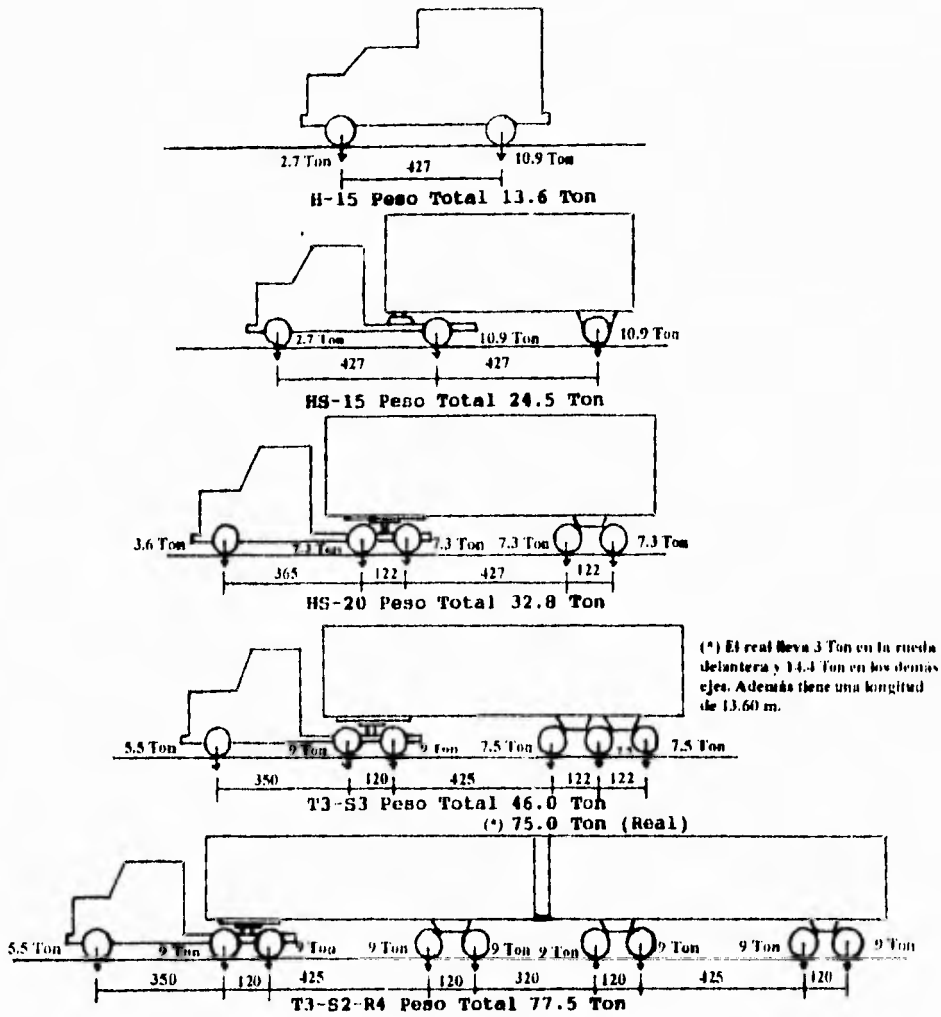 2.7 Ton 10.9 Ton
427
H-15 Peso Total 13.6 Ton
2.7 Ton 10.9 Ton 10.9 Ton
427 427
HS-15 Peso Total 24.5 Ton
3.6 Ton 7.3 Ton 7.3 Ton 7.3 Ton 7.3 Ton
365 122 427 122
HS-20 Peso Total 32.8 Ton
(*) El real lleva 3 Ton en la rueda
delantera y 14.4 Ton en los demás
ejes. Además tiene una longitud
de 13.60 m.
5.5 Ton 9 Ton 9 Ton 7.5 Ton 7.5 7.5 Ton
350 120 425 122 122
T3-S3 Peso Total 46.0 Ton
(*) 75.0 Ton (Real)
5.5 Ton 9 Ton 9 Ton 9 Ton 9 Ton 9 Ton 9 Ton 9 Ton 9 Ton
350 120 425 120 320 120 425 120
T3-S2-R4 Peso Total 77.5 Ton